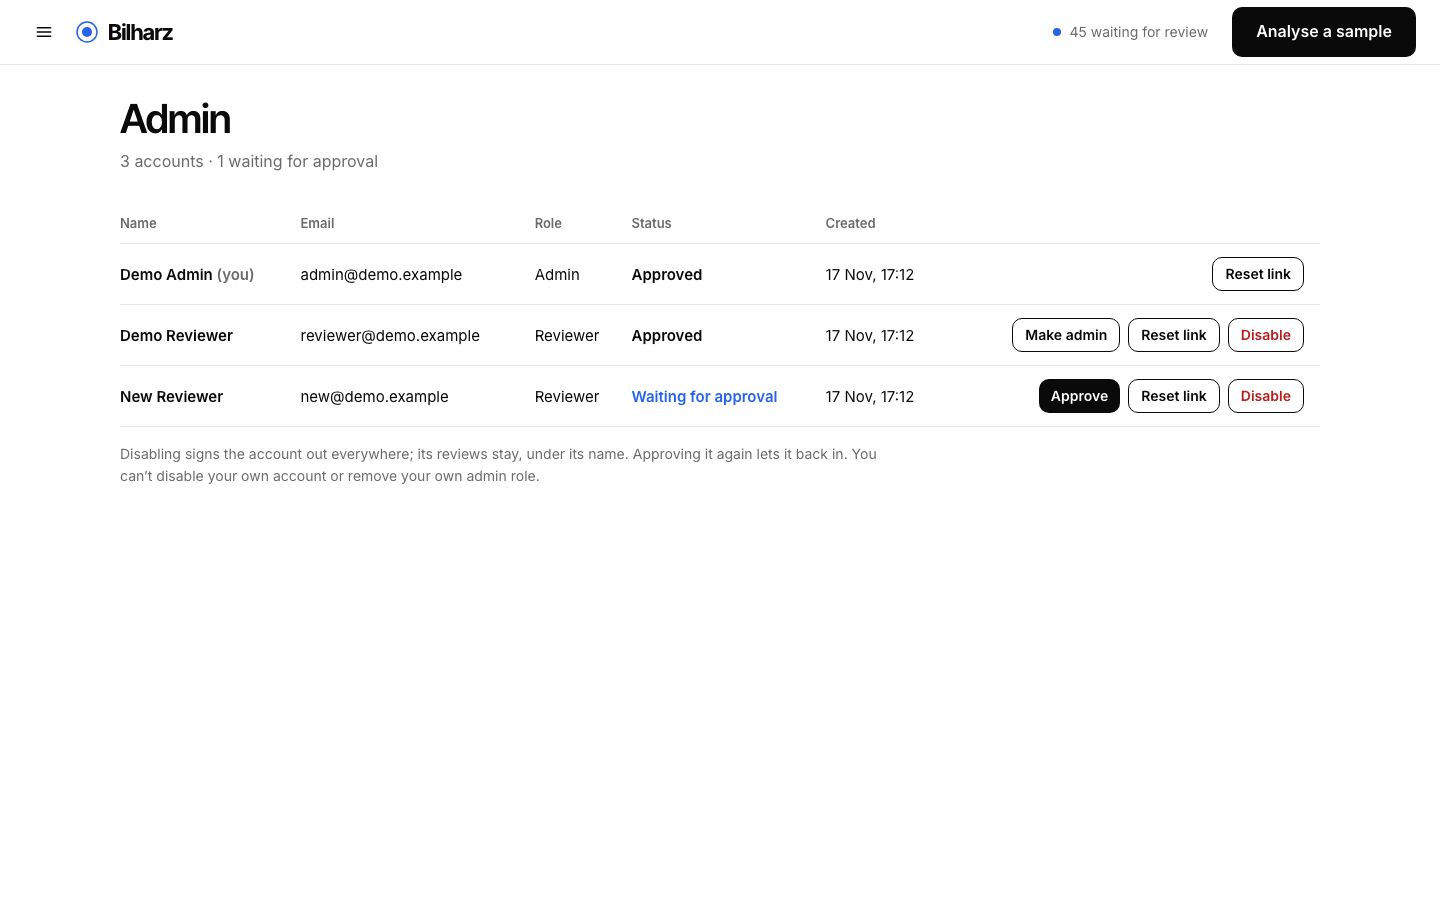 Bilharz
45 waiting for review
Analyse a sample
Admin
3 accounts · 1 waiting for approval
Name Email Role Status Created
Demo Admin (you) admin@demo.example Admin Approved 17 Nov, 17:12 Reset link
Demo Reviewer reviewer@demo.example Reviewer Approved 17 Nov, 17:12 Make admin Reset link Disable
New Reviewer new@demo.example Reviewer Waiting for approval 17 Nov, 17:12 Approve Reset link Disable
Disabling signs the account out everywhere; its reviews stay, under its name. Approving it again lets it back in. You
can’t disable your own account or remove your own admin role.